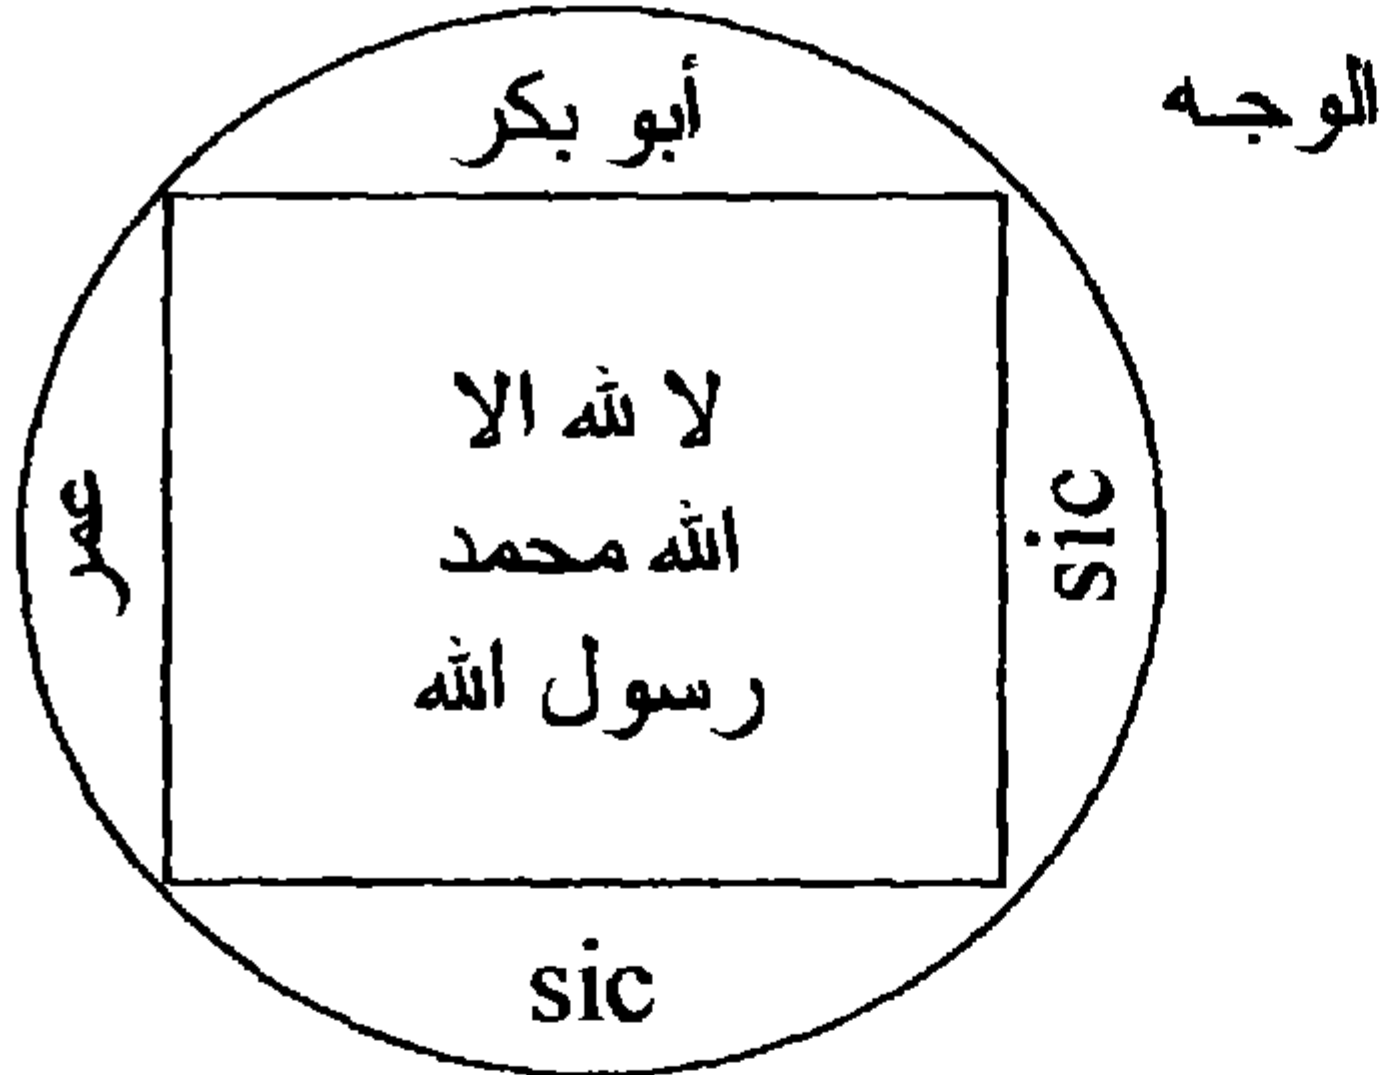 الوجه
أبو بكر
لا لله الا
الله محمد
رسول الله
عمر
sic
sic